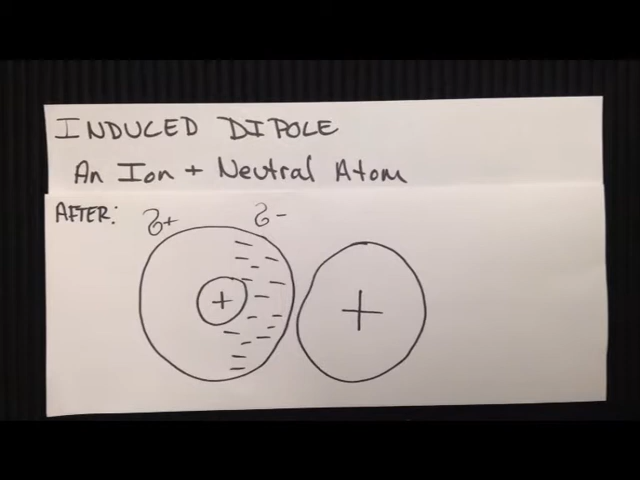 INDUCED DIPOLE
An Ion + Neutral Atom
AFTER: δ+ δ-
+ +